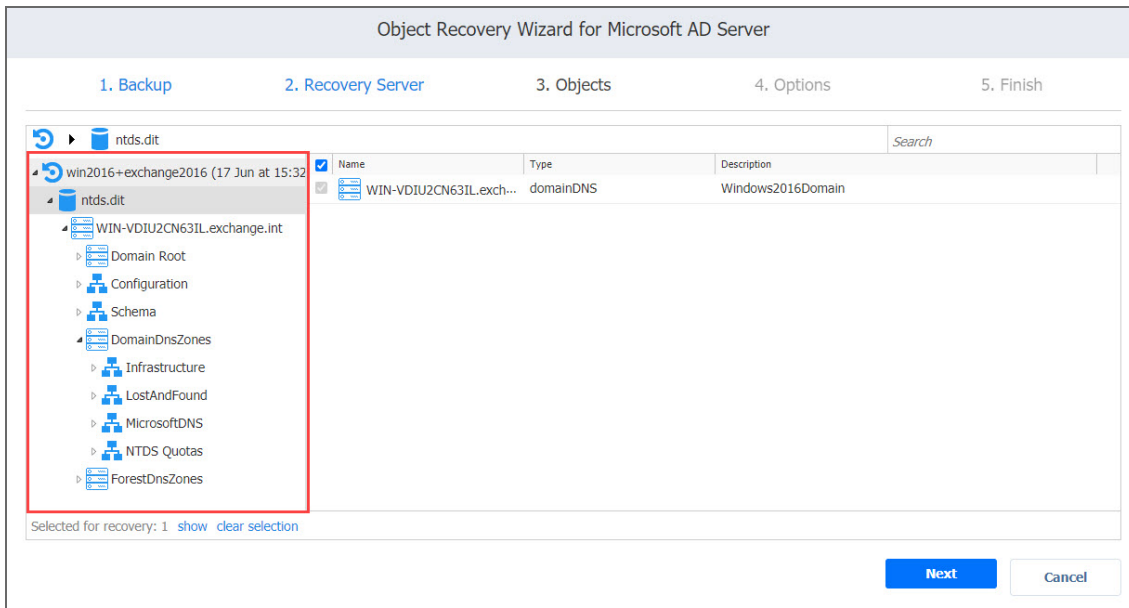 Object Recovery Wizard for Microsoft AD Server
1. Backup 2. Recovery Server 3. Objects 4. Options 5. Finish
ntds.dit Search
win2016+exchange2016 (17 Jun at 15:32
Name Type Description
WIN-VDIU2CN63IL.exch... domainDNS Windows2016Domain
ntds.dit
WIN-VDIU2CN63IL.exchange.int
Domain Root
Configuration
Schema
DomainDnsZones
Infrastructure
LostAndFound
MicrosoftDNS
NTDS Quotas
ForestDnsZones
Selected for recovery: 1 show clear selection
Next Cancel